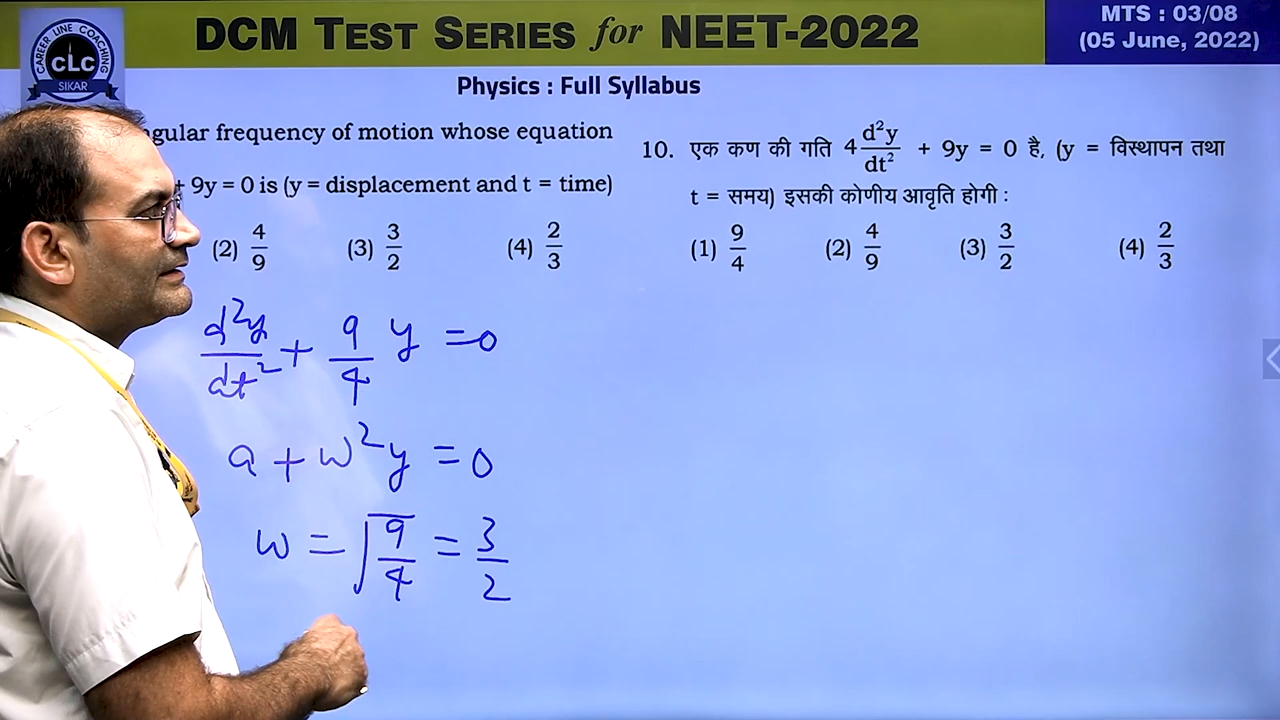 DCM TEST SERIES for NEET-2022
MTS : 03/08
(05 June, 2022)
CAREER LINE COACHING
CLC
SIKAR
Physics : Full Syllabus
frequency of motion whose equation
+ 9y = 0 is (y = displacement and t = time)
(2) 4/9 (3) 3/2 (4) 2/3
d²y/dt² + 9/4 y = 0
a + w²y = 0
w = √9/4 = 3/2
10. एक कण की गति 4 d²y/dt² + 9y = 0 है, (y = विस्थापन तथा
t = समय) इसकी कोणीय आवृति होगी :
(1) 9/4 (2) 4/9 (3) 3/2 (4) 2/3